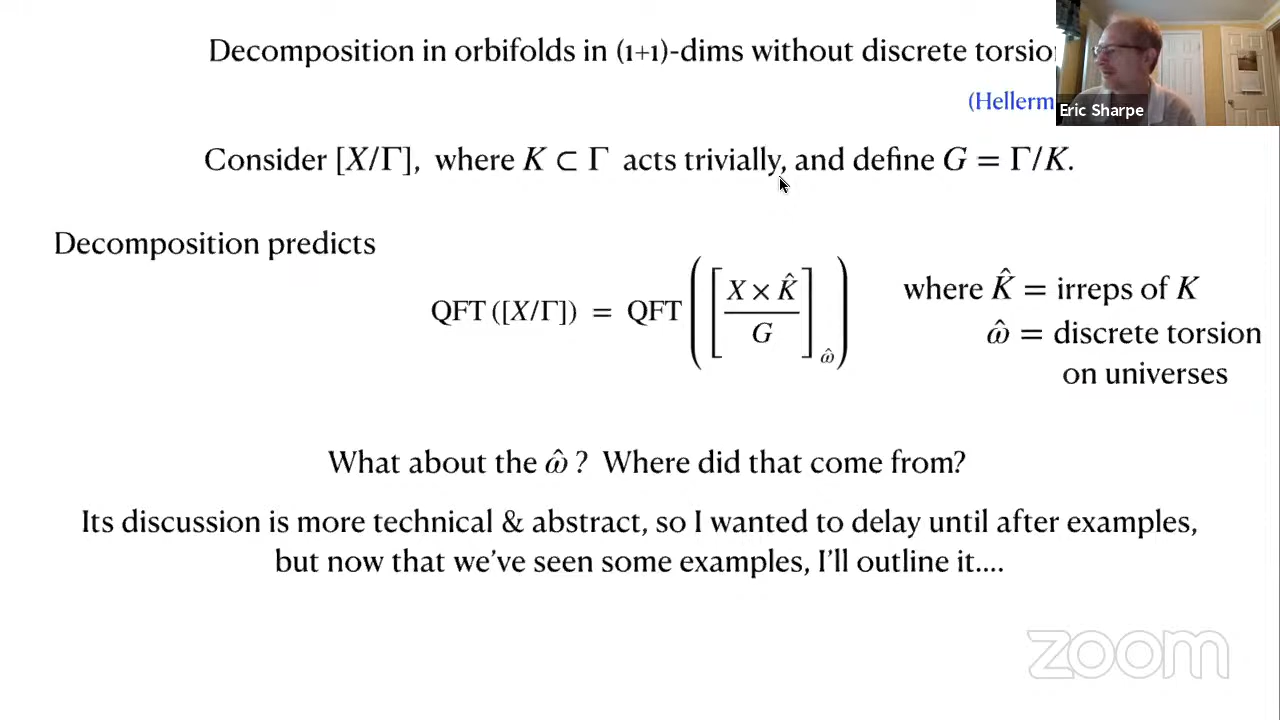 Decomposition in orbifolds in (1+1)-dims without discrete
(Hellerm
Eric Sharpe
Consider [X/Γ], where K ⊂ Γ acts trivially, and define G = Γ/K.
Decomposition predicts
QFT ([X/Γ]) = QFT ( [ X × K̂ / G ]_ω̂ ) where K̂ = irreps of K
ω̂ = discrete torsion
on universes
What about the ω̂ ? Where did that come from?
Its discussion is more technical & abstract, so I wanted to delay until after examples,
but now that we’ve seen some examples, I’ll outline it....
zoom